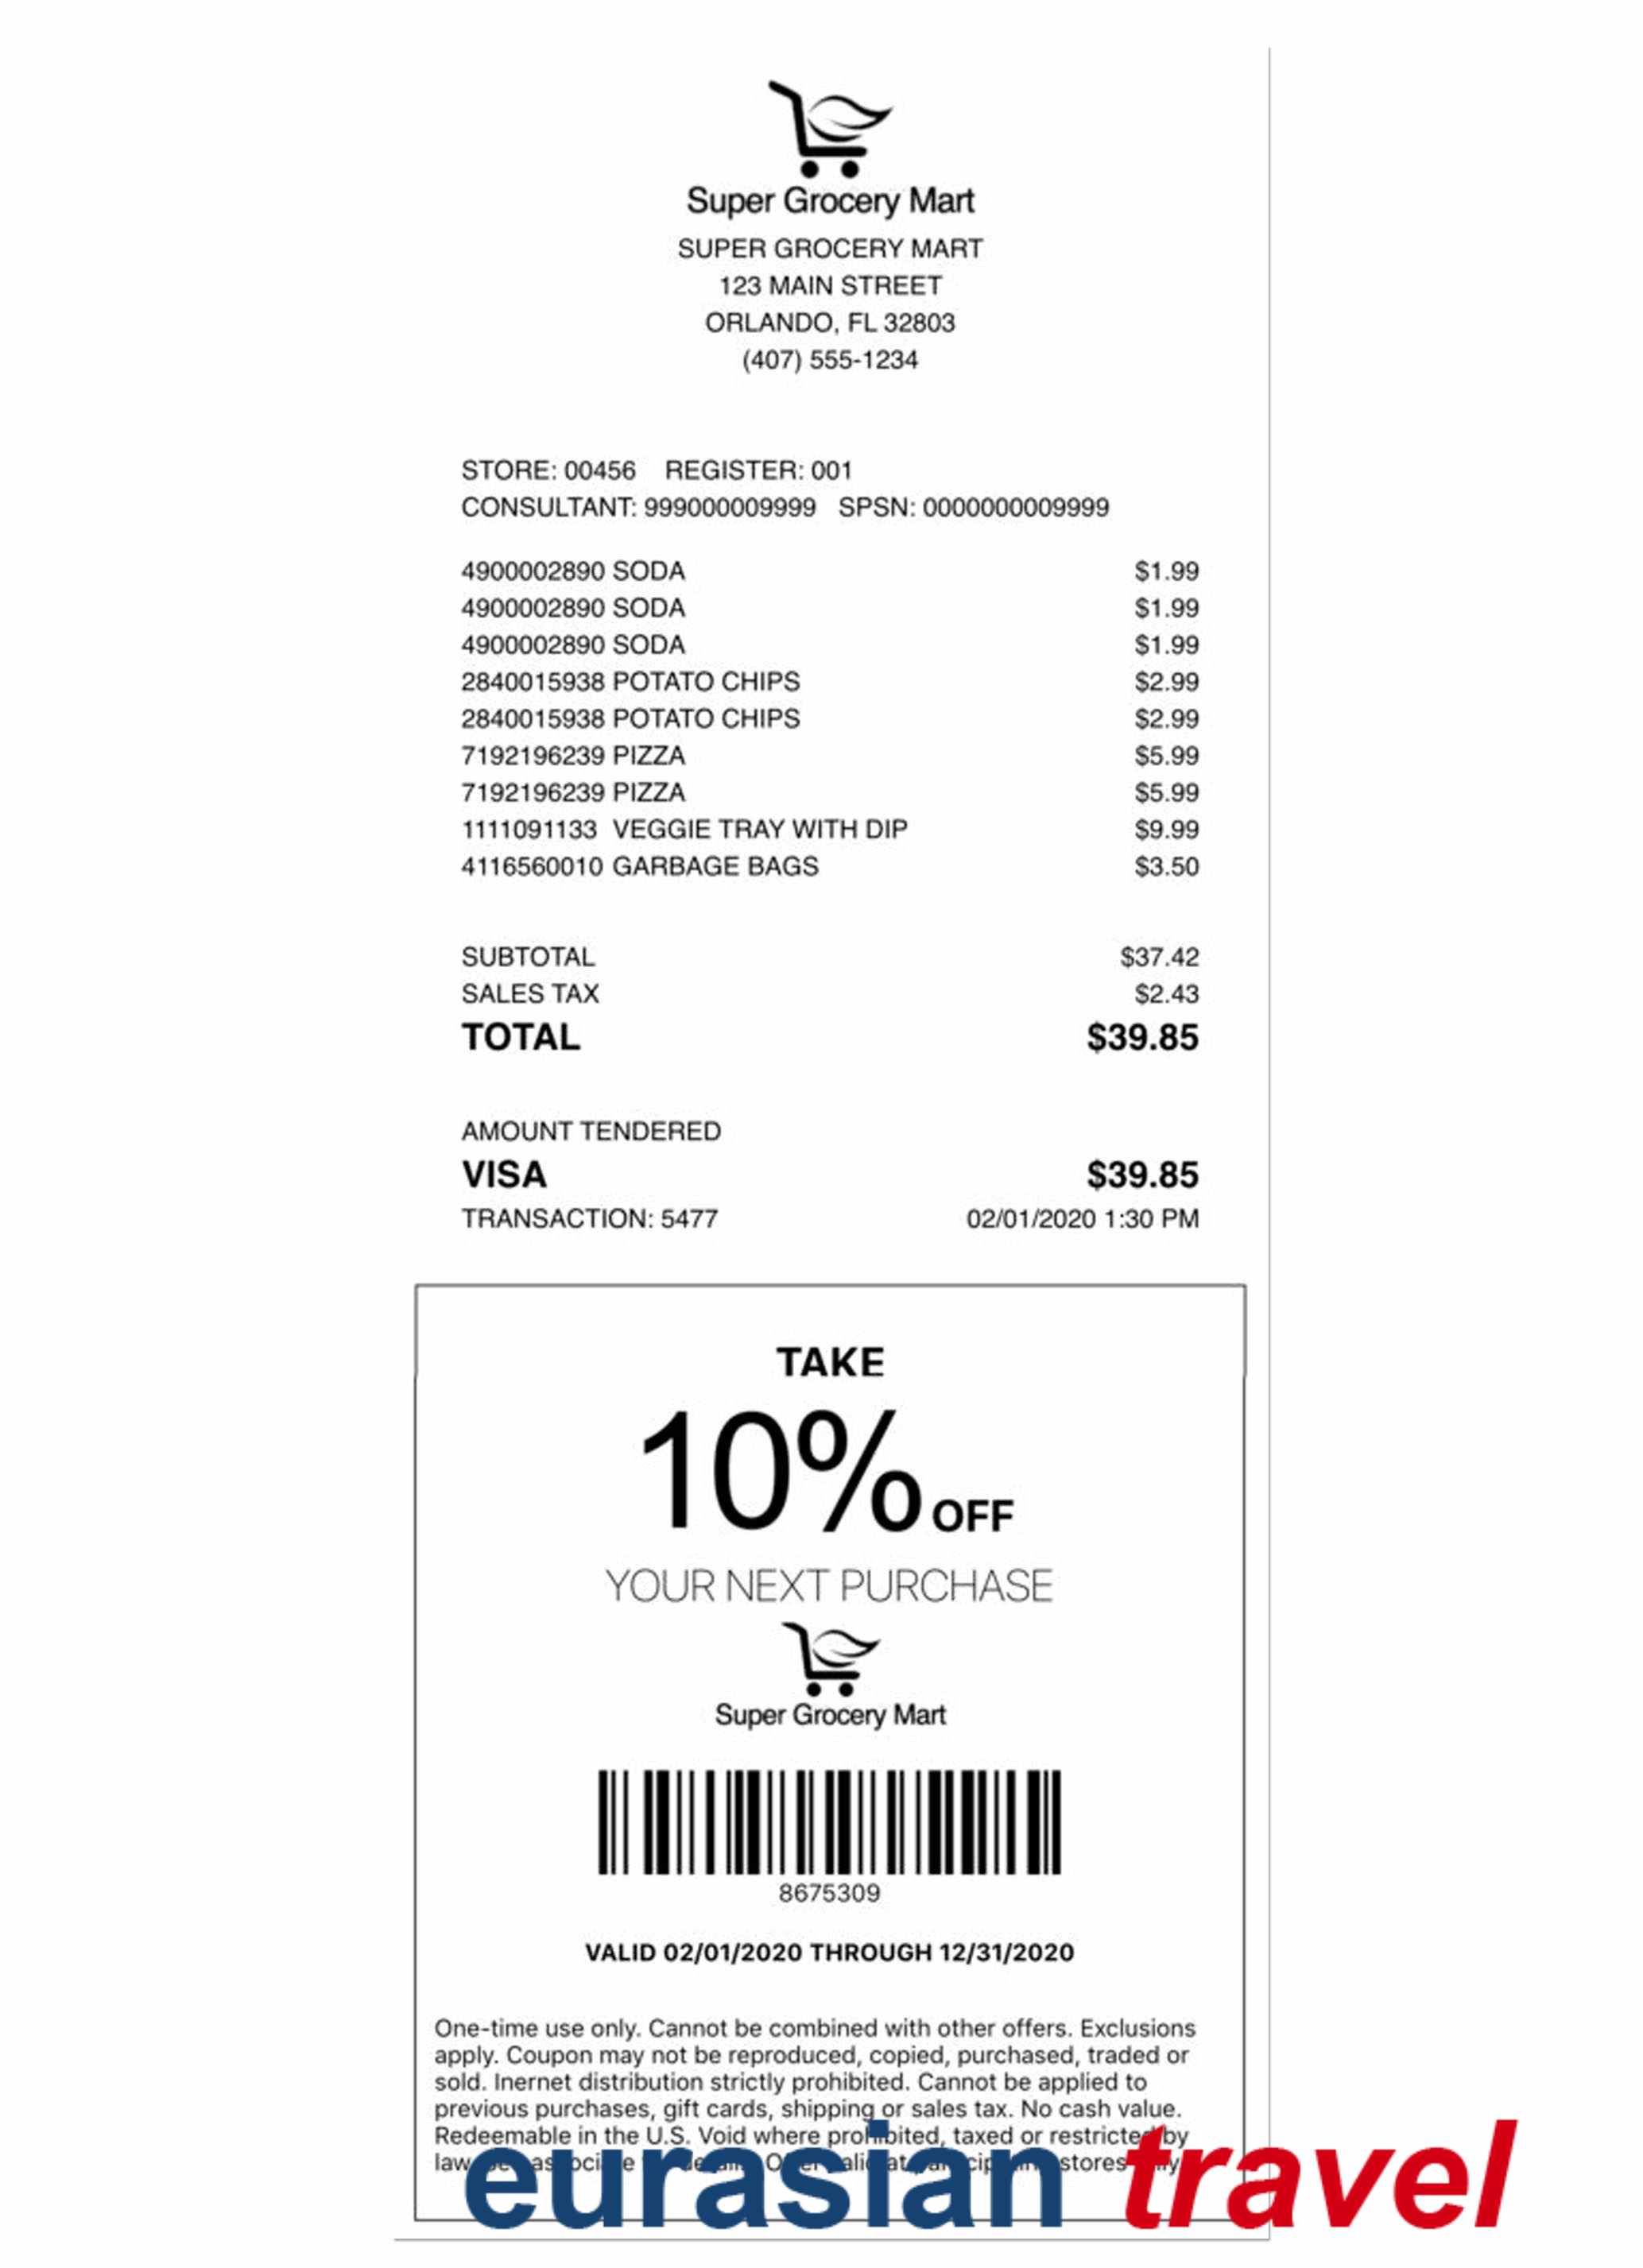 Super Grocery Mart
SUPER GROCERY MART
123 MAIN STREET
ORLANDO, FL 32803
(407) 555-1234
STORE: 00456 REGISTER: 001
CONSULTANT: 999000009999 SPSN: 0000000009999
4900002890 SODA $1.99
4900002890 SODA $1.99
4900002890 SODA $1.99
2840015938 POTATO CHIPS $2.99
2840015938 POTATO CHIPS $2.99
7192196239 PIZZA $5.99
7192196239 PIZZA $5.99
1111091133 VEGGIE TRAY WITH DIP $9.99
4116560010 GARBAGE BAGS $3.50
SUBTOTAL $37.42
SALES TAX $2.43
TOTAL $39.85
AMOUNT TENDERED
VISA $39.85
TRANSACTION: 5477 02/01/2020 1:30 PM
TAKE
10% OFF
YOUR NEXT PURCHASE
Super Grocery Mart
8675309
VALID 02/01/2020 THROUGH 12/31/2020
One-time use only. Cannot be combined with other offers. Exclusions
apply. Coupon may not be reproduced, copied, purchased, traded or
sold. Inernet distribution strictly prohibited. Cannot be applied to
previous purchases, gift cards, shipping or sales tax. No cash value.
Redeemable in the U.S. Void where prohibited, taxed or restricted by
law stores
eurasian travel